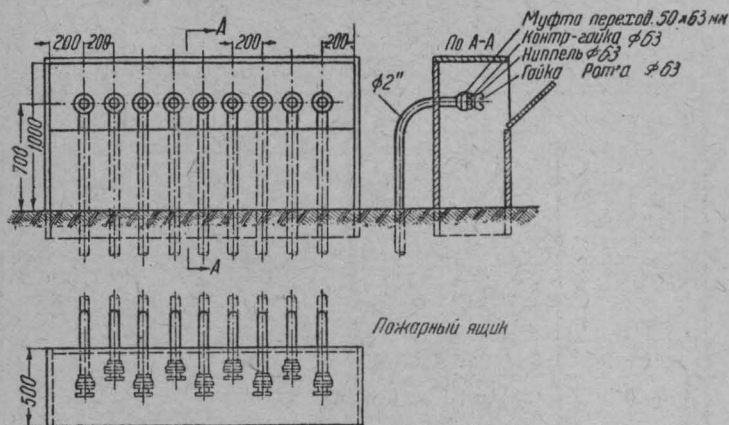 А
200
200
200
200
По А-А
Муфта переход. 50×63 мм
Контр-гайка ϕ63
Ниппель ϕ63
Гайка Рот'а ϕ63
ϕ2"
1000
700
А
Пожарный ящик
500